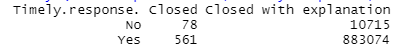 Timely.response. Closed Closed with explanation
No 78 10715
Yes 561 883074